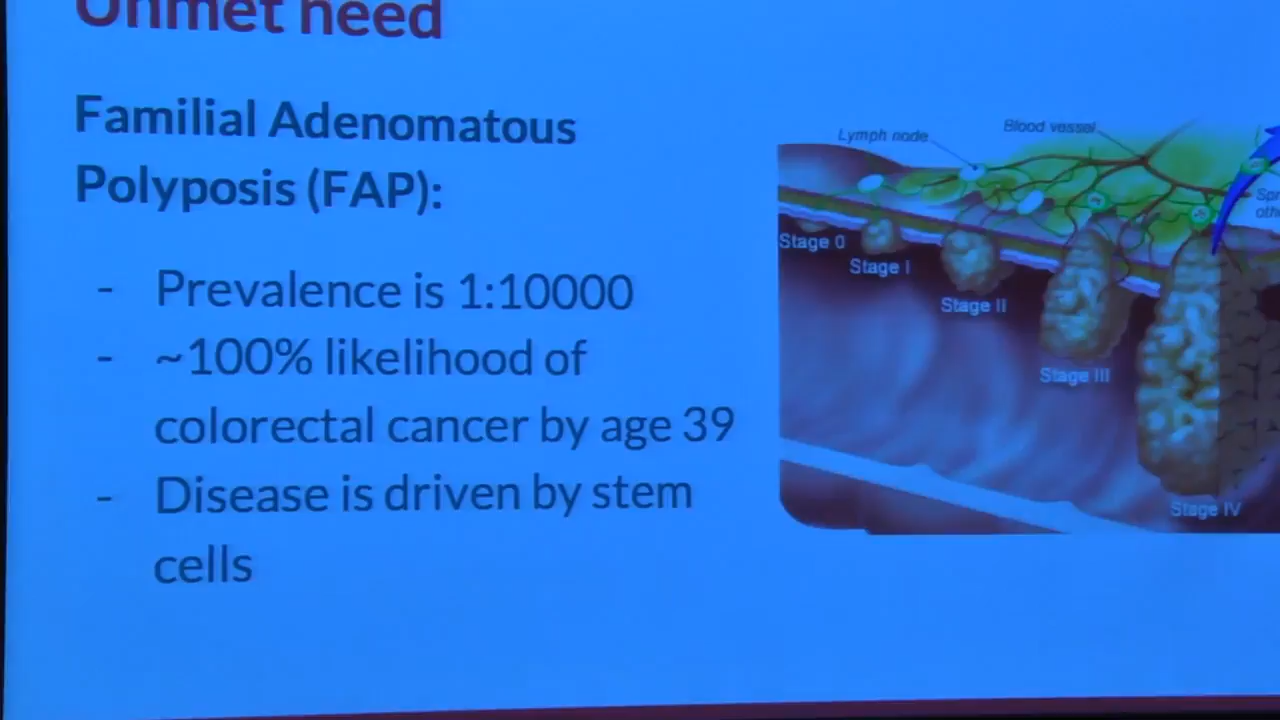 Unmet need
Familial Adenomatous
Polyposis (FAP):
- Prevalence is 1:10000
- ~100% likelihood of
colorectal cancer by age 39
- Disease is driven by stem
cells
Lymph node
Blood vessel
Stage 0
Stage I
Stage II
Stage III
Stage IV